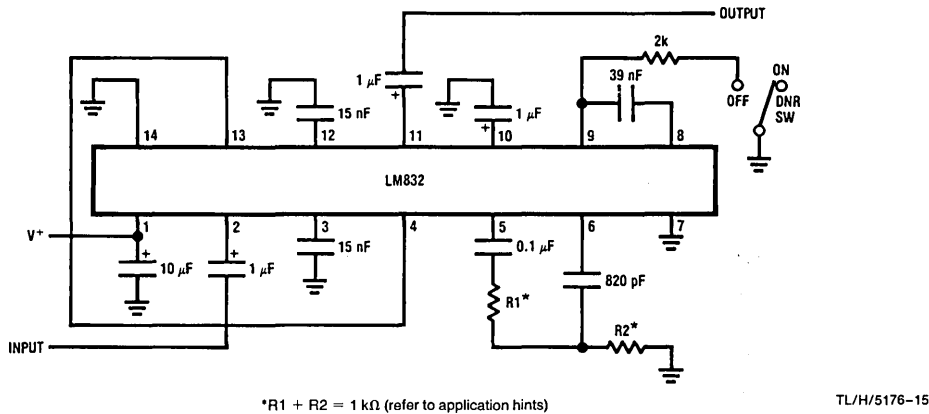 OUTPUT
2k
1 μF
+
39 nF
ON
OFF
DNR
SW
15 nF
1 μF
+
14
13
12
11
10
9
8
LM832
1
2
3
4
5
6
7
V+
+
10 μF
+
1 μF
15 nF
0.1 μF
820 pF
R1*
R2*
INPUT
*R1 + R2 = 1 kΩ (refer to application hints)
TL/H/5176–15